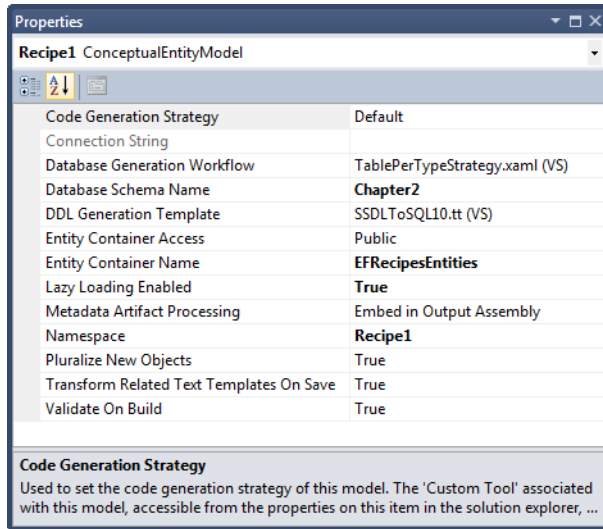 Properties
Recipe1 ConceptualEntityModel
Code Generation Strategy Default
Connection String
Database Generation Workflow TablePerTypeStrategy.xaml (VS)
Database Schema Name Chapter2
DDL Generation Template SSDLToSQL10.tt (VS)
Entity Container Access Public
Entity Container Name EFRecipesEntities
Lazy Loading Enabled True
Metadata Artifact Processing Embed in Output Assembly
Namespace Recipe1
Pluralize New Objects True
Transform Related Text Templates On Save True
Validate On Build True
Code Generation Strategy
Used to set the code generation strategy of this model. The 'Custom Tool' associated
with this model, accessible from the properties on this item in the solution explorer, ...